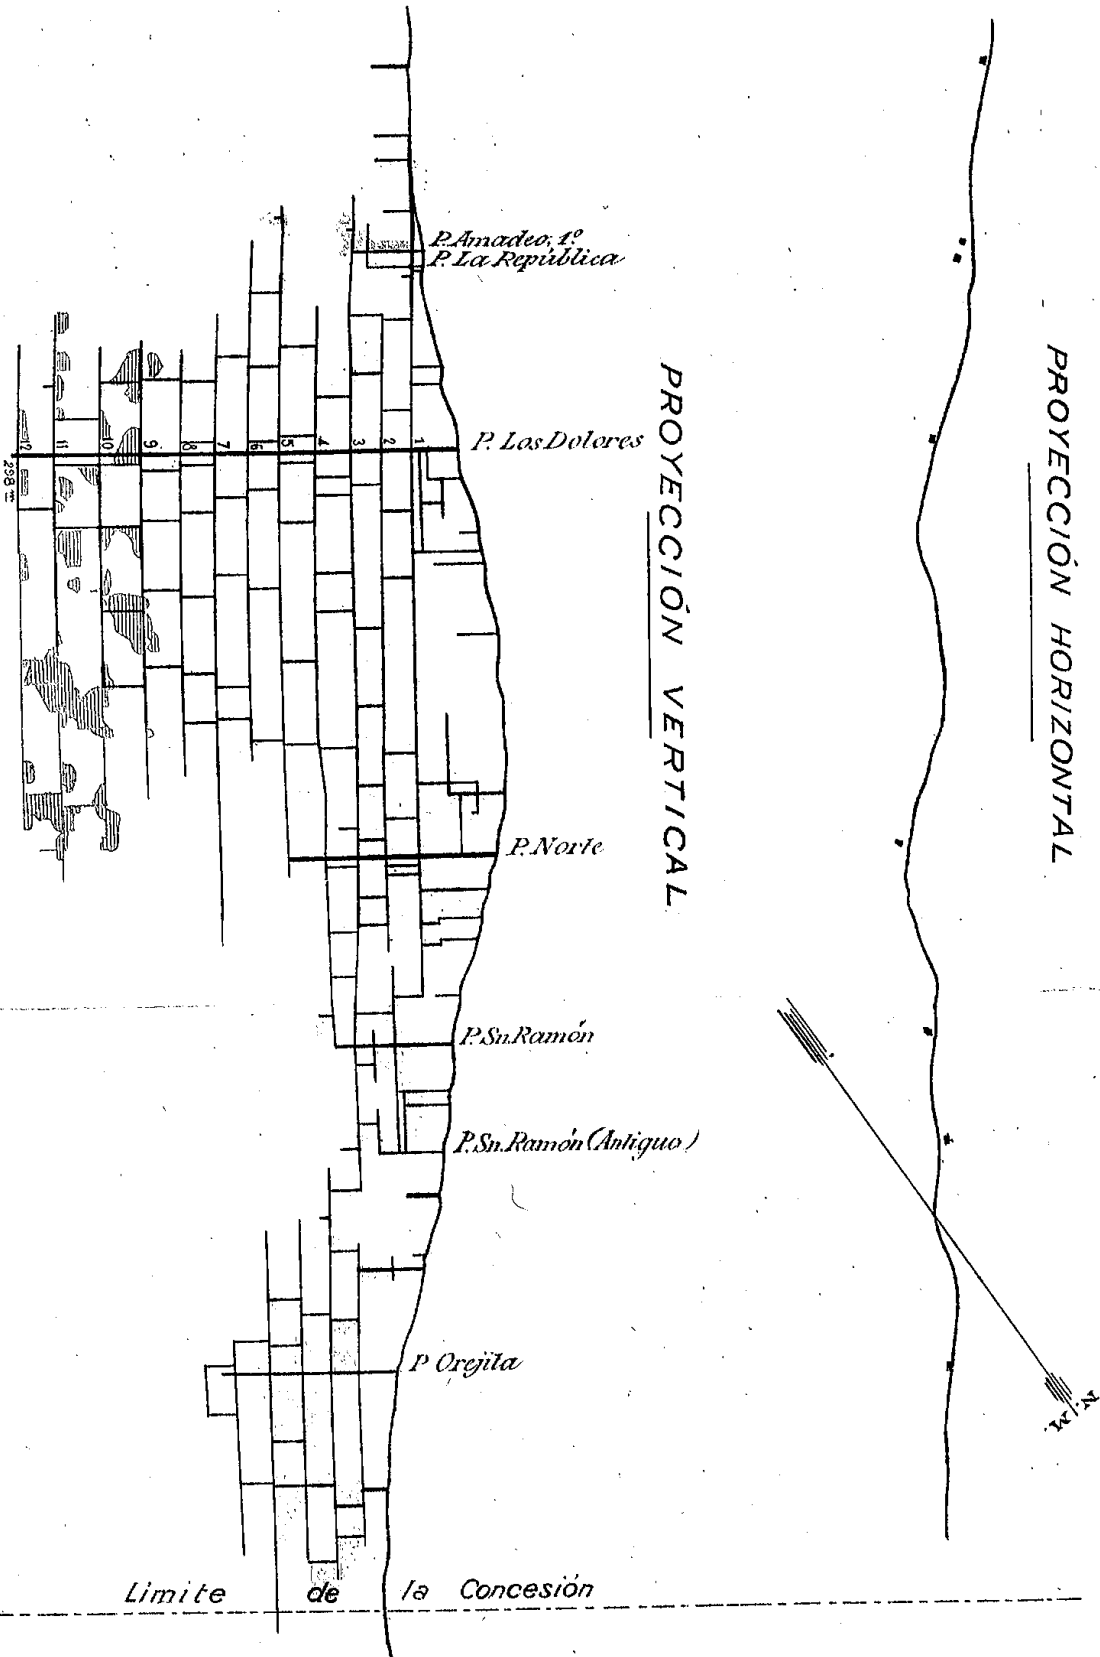 P. Amadeo, 1º
P. La República
PROYECCIÓN HORIZONTAL
PROYECCIÓN VERTICAL
P. Los Dolores
12 11 10 9 8 7 6 5 4 3 2 1
298 m
P. Norte
P. Sn. Ramón
P. Sn. Ramón (Antiguo)
P. Orejita
N. M.
Limite de la Concesión